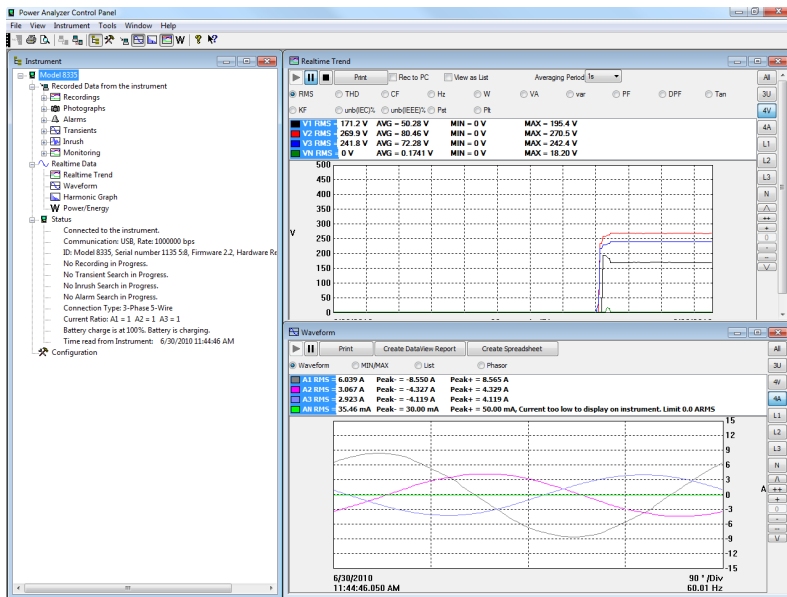 Power Analyzer Control Panel
File View Instrument Tools Window Help
W ? 
Instrument
Model 8335
Recorded Data from the instrument
Recordings
Photographs
Alarms
Transients
Inrush
Monitoring
Realtime Data
Realtime Trend
Waveform
Harmonic Graph
W Power/Energy
Status
Connected to the instrument.
Communication: USB, Rate: 1000000 bps
ID: Model 8335, Serial number 1135 5:8, Firmware 2.2, Hardware Re
No Recording in Progress.
No Transient Search in Progress.
No Inrush Search in Progress.
No Alarm Search in Progress.
Connection Type: 3-Phase 5-Wire
Current Ratio: A1 = 1 A2 = 1 A3 = 1
Battery charge is at 100%. Battery is charging.
Time read from Instrument: 6/30/2010 11:44:46 AM
Configuration
Realtime Trend
Print Rec to PC View as List Averaging Period 1s All
RMS THD CF Hz W VA var PF DPF Tan 3U
KF unb(IEC)% unb(IEEE)% Pst Plt 4V
V1 RMS = 171.2 V AVG = 50.28 V MIN = 0 V MAX = 195.4 V
V2 RMS = 269.9 V AVG = 80.46 V MIN = 0 V MAX = 270.5 V
V3 RMS = 241.8 V AVG = 72.28 V MIN = 0 V MAX = 242.4 V
VN RMS = 0 V AVG = 0.1741 V MIN = 0 V MAX = 18.20 V
4A
L1
L2
L3
N
++
+
0
-
--
500
450
400
350
300
250
200
150
100
50
0
V
Waveform
Print Create DataView Report Create Spreadsheet All
Waveform MIN/MAX List Phasor 3U
A1 RMS = 6.039 A Peak- = -8.550 A Peak+ = 8.565 A
A2 RMS = 3.067 A Peak- = -4.327 A Peak+ = 4.329 A
A3 RMS = 2.923 A Peak- = -4.119 A Peak+ = 4.119 A
AN RMS = 35.46 mA Peak- = 30.00 mA Peak+ = 50.00 mA, Current too low to display on instrument. Limit 0.0 ARMS
4V
4A
L1
L2
L3
N
++
+
0
-
--
15
12
9
6
3
0
-3
-6
-9
-12
-15
A
6/30/2010 90 ° /Div
11:44:46.050 AM 60.01 Hz